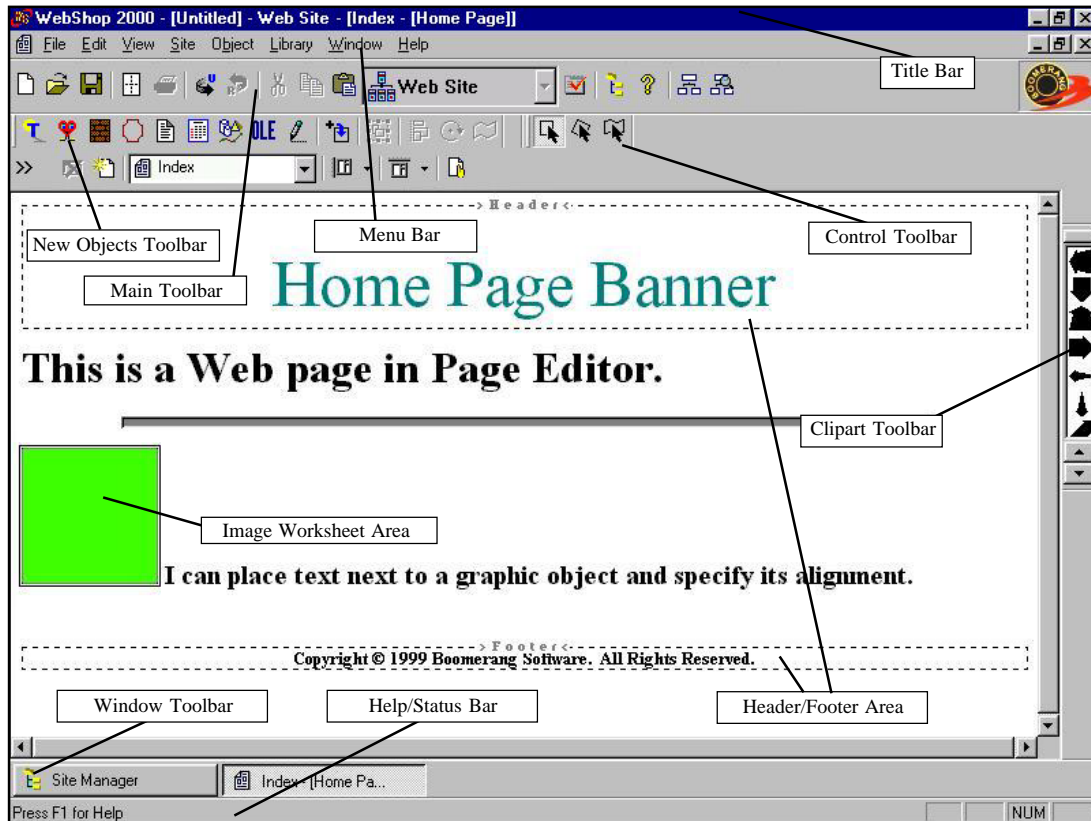 WebShop 2000 - [Untitled] - Web Site - [Index - [Home Page]]
File Edit View Site Object Library Window Help
Title Bar
Web Site
BOOMERANG
T OLE
Index
>Header<
New Objects Toolbar
Menu Bar
Control Toolbar
Main Toolbar
Home Page Banner
This is a Web page in Page Editor.
Clipart Toolbar
Image Worksheet Area
I can place text next to a graphic object and specify its alignment.
>Footer<
Copyright © 1999 Boomerang Software. All Rights Reserved.
Window Toolbar
Help/Status Bar
Header/Footer Area
Site Manager
Index - [Home Pa...
Press F1 for Help
NUM